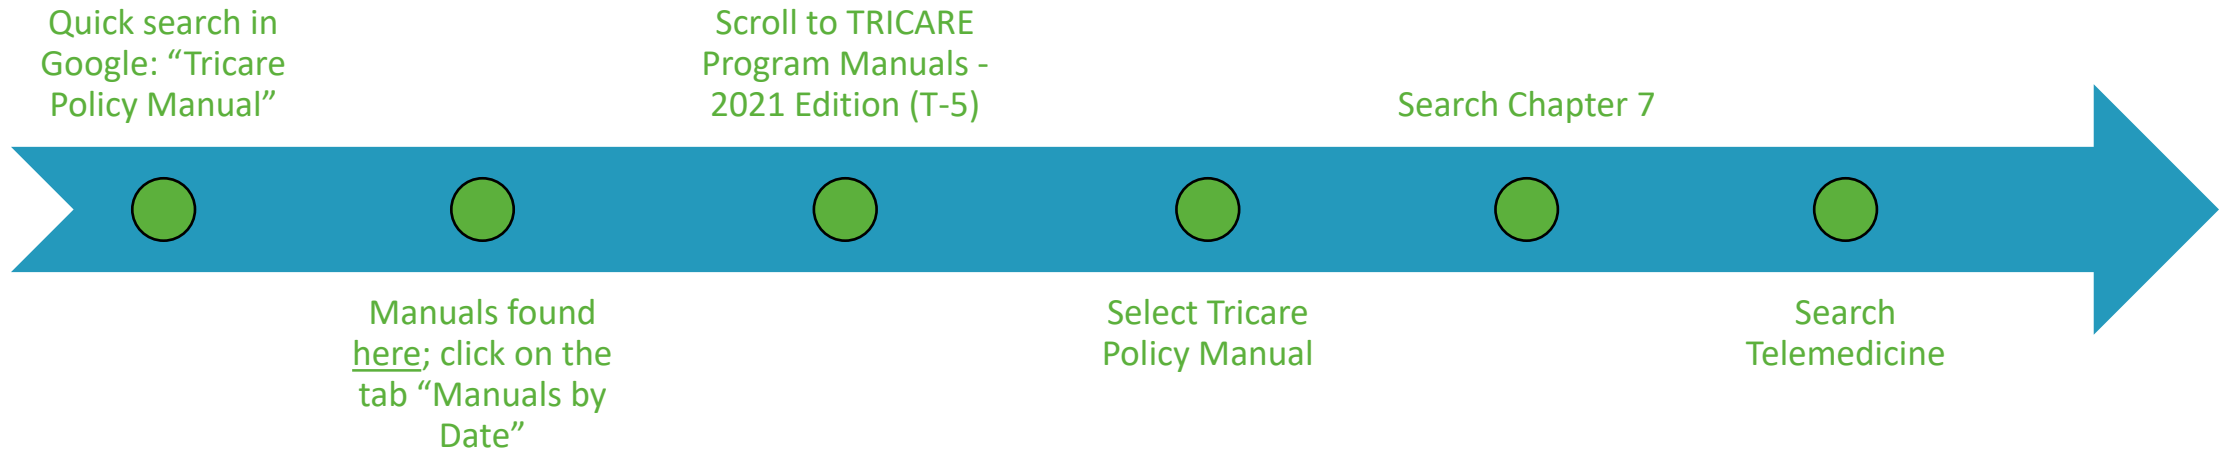 Quick search in
Google: “Tricare
Policy Manual”
Manuals found
here; click on the
tab “Manuals by
Date”
Scroll to TRICARE
Program Manuals -
2021 Edition (T-5)
Select Tricare
Policy Manual
Search Chapter 7
Search
Telemedicine